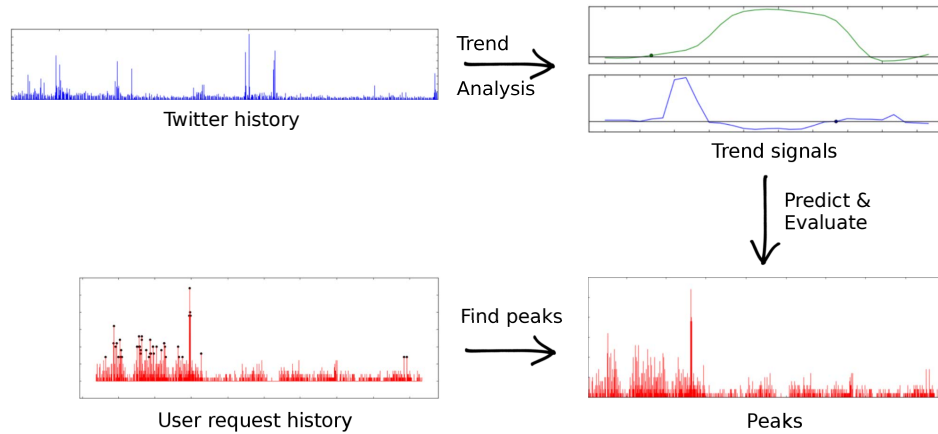 Trend
Analysis
Twitter history
Trend signals
Predict &
Evaluate
Find peaks
User request history
Peaks